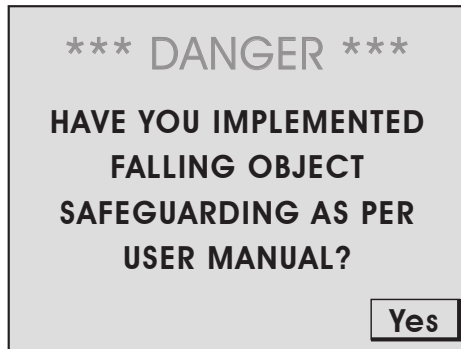 *** DANGER ***
HAVE YOU IMPLEMENTED
FALLING OBJECT
SAFEGUARDING AS PER
USER MANUAL?
Yes